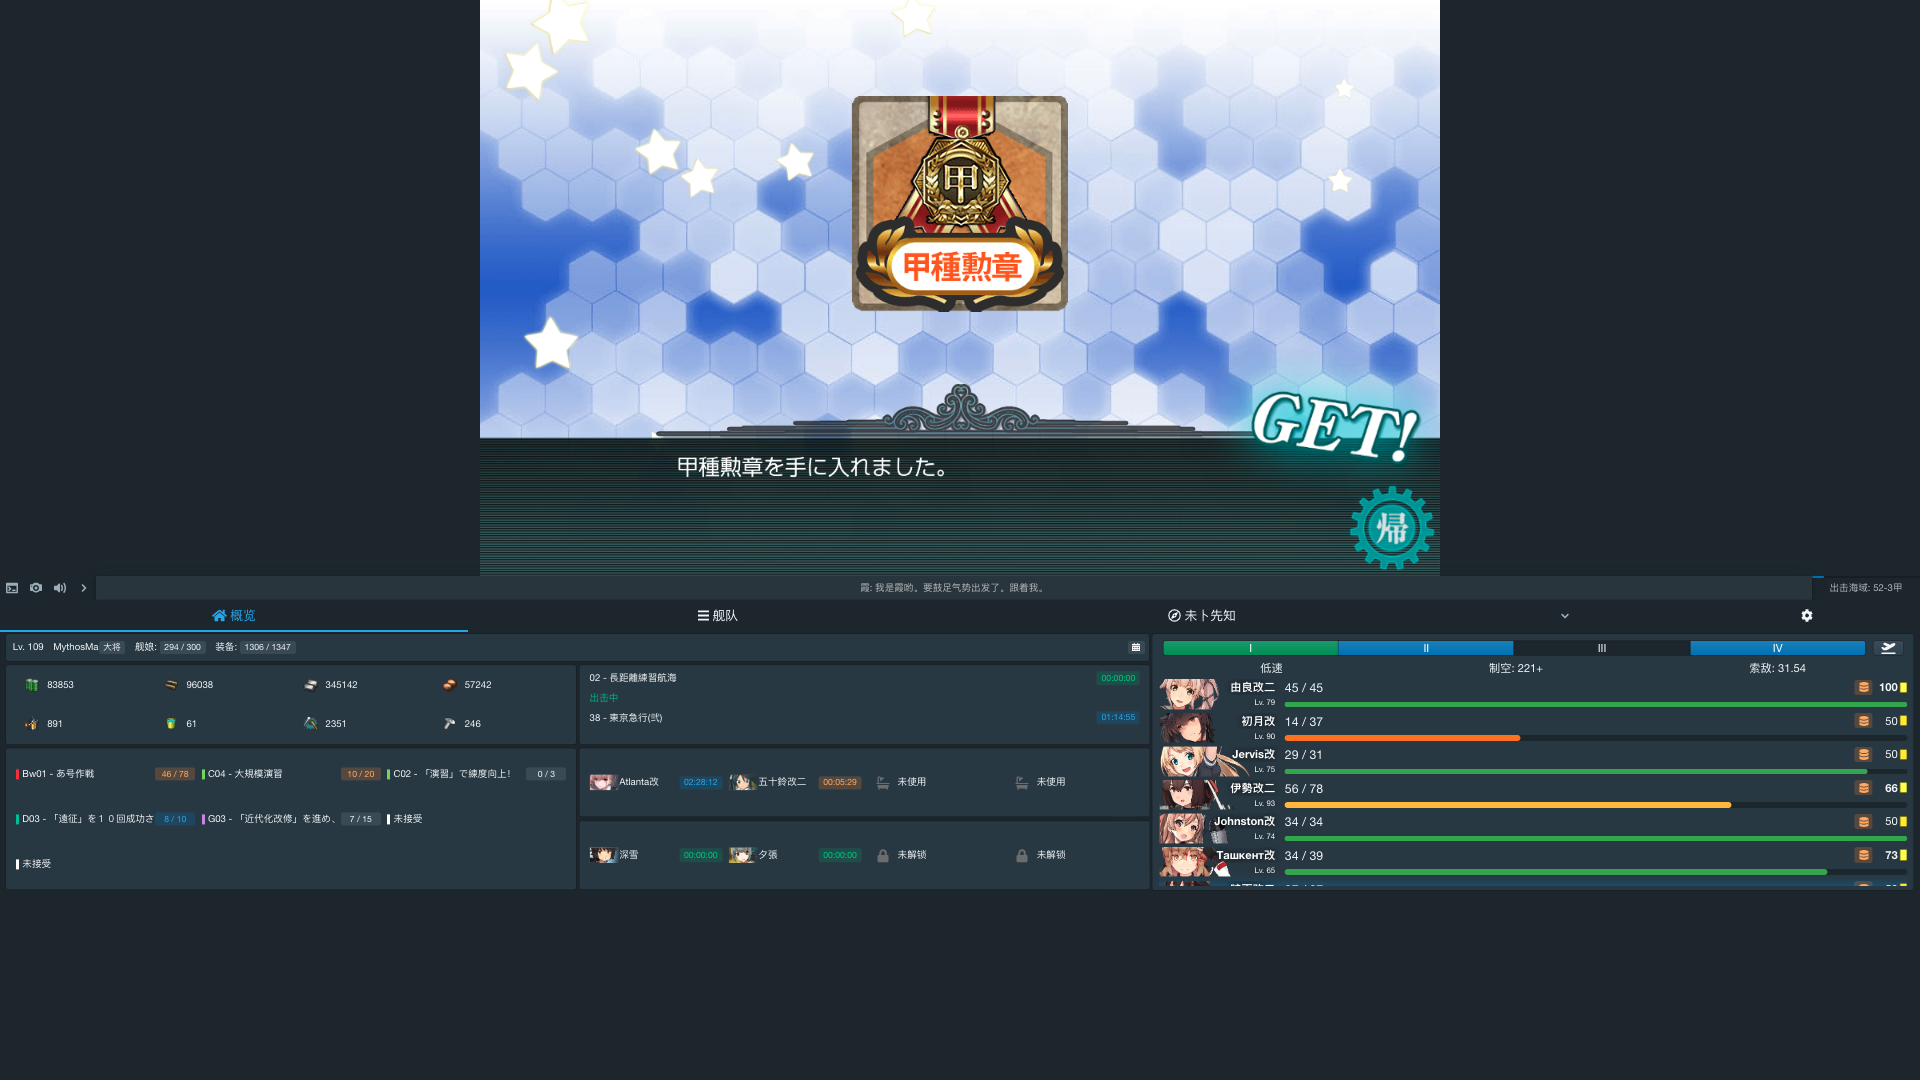 甲
甲種勲章
GET!
甲種勲章を手に入れました。
帰
霞: 我是霞哟。要鼓足气势出发了。跟着我。
出击海域: 52-3甲
概览
舰队
未卜先知
Lv. 109 MythosMa 大将 舰娘: 294 / 300 装备: 1306 / 1347
83853 96038 345142 57242
891 61 2351 246
02 - 長距離練習航海 00:00:00
出击中
38 - 東京急行(弐) 01:14:55
Bw01 - あ号作戦 46 / 78 C04 - 大規模演習 10 / 20 C02 - 「演習」で練度向上! 0 / 3
D03 - 「遠征」を１０回成功さ 8 / 10 G03 - 「近代化改修」を進め、 7 / 15 未接受
未接受
Atlanta改 02:28:12 五十鈴改二 00:05:29 未使用 未使用
深雪 00:00:00 夕張 00:00:00 未解锁 未解锁
I II III IV
低速 制空: 221+ 索敌: 31.54
由良改二 45 / 45 100
Lv. 79
初月改 14 / 37 50
Lv. 90
Jervis改 29 / 31 50
Lv. 75
伊勢改二 56 / 78 66
Lv. 93
Johnston改 34 / 34 50
Lv. 74
Ташкент改 34 / 39 73
Lv. 65